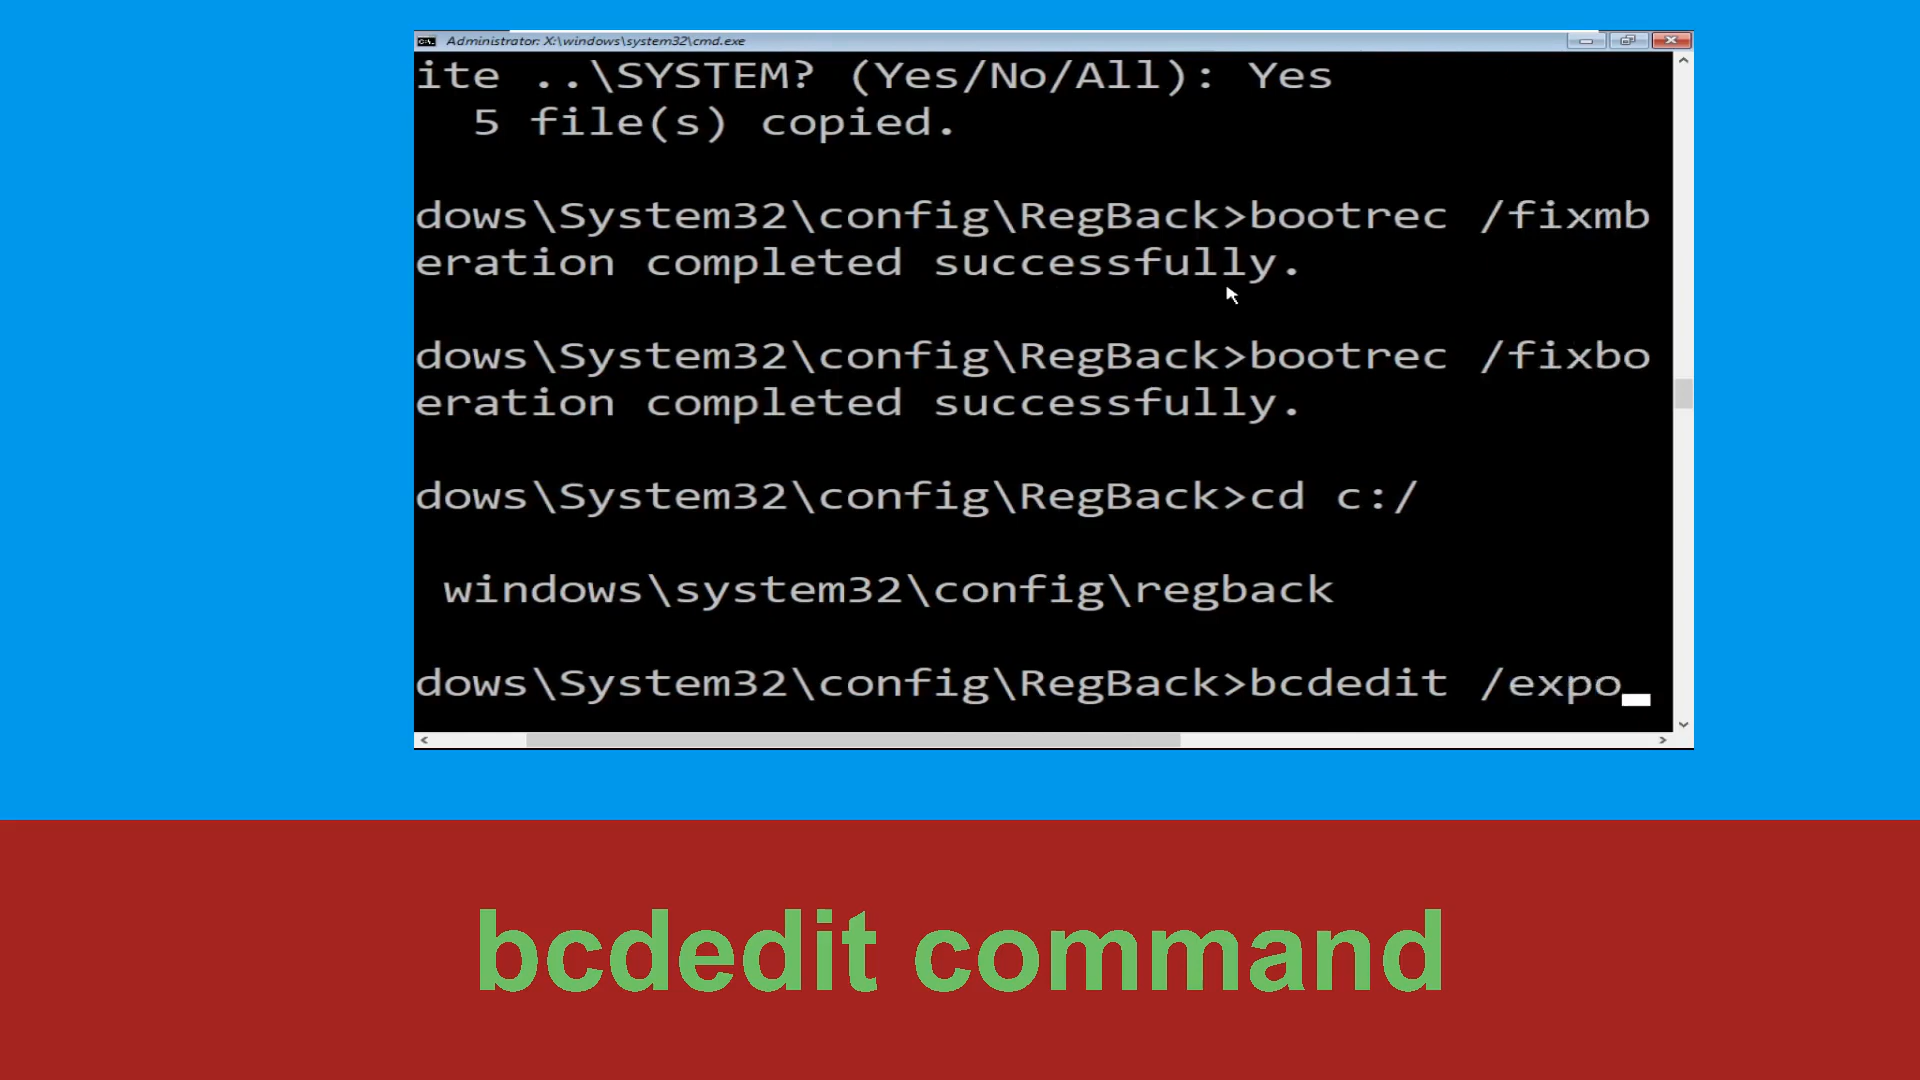 Administrator: X:\windows\system32\cmd.exe
ite ..\SYSTEM? (Yes/No/All): Yes
5 file(s) copied.
dows\System32\config\RegBack>bootrec /fixmb
eration completed successfully.
dows\System32\config\RegBack>bootrec /fixbo
eration completed successfully.
dows\System32\config\RegBack>cd c:/
windows\system32\config\regback
dows\System32\config\RegBack>bcdedit /expo
bcdedit command